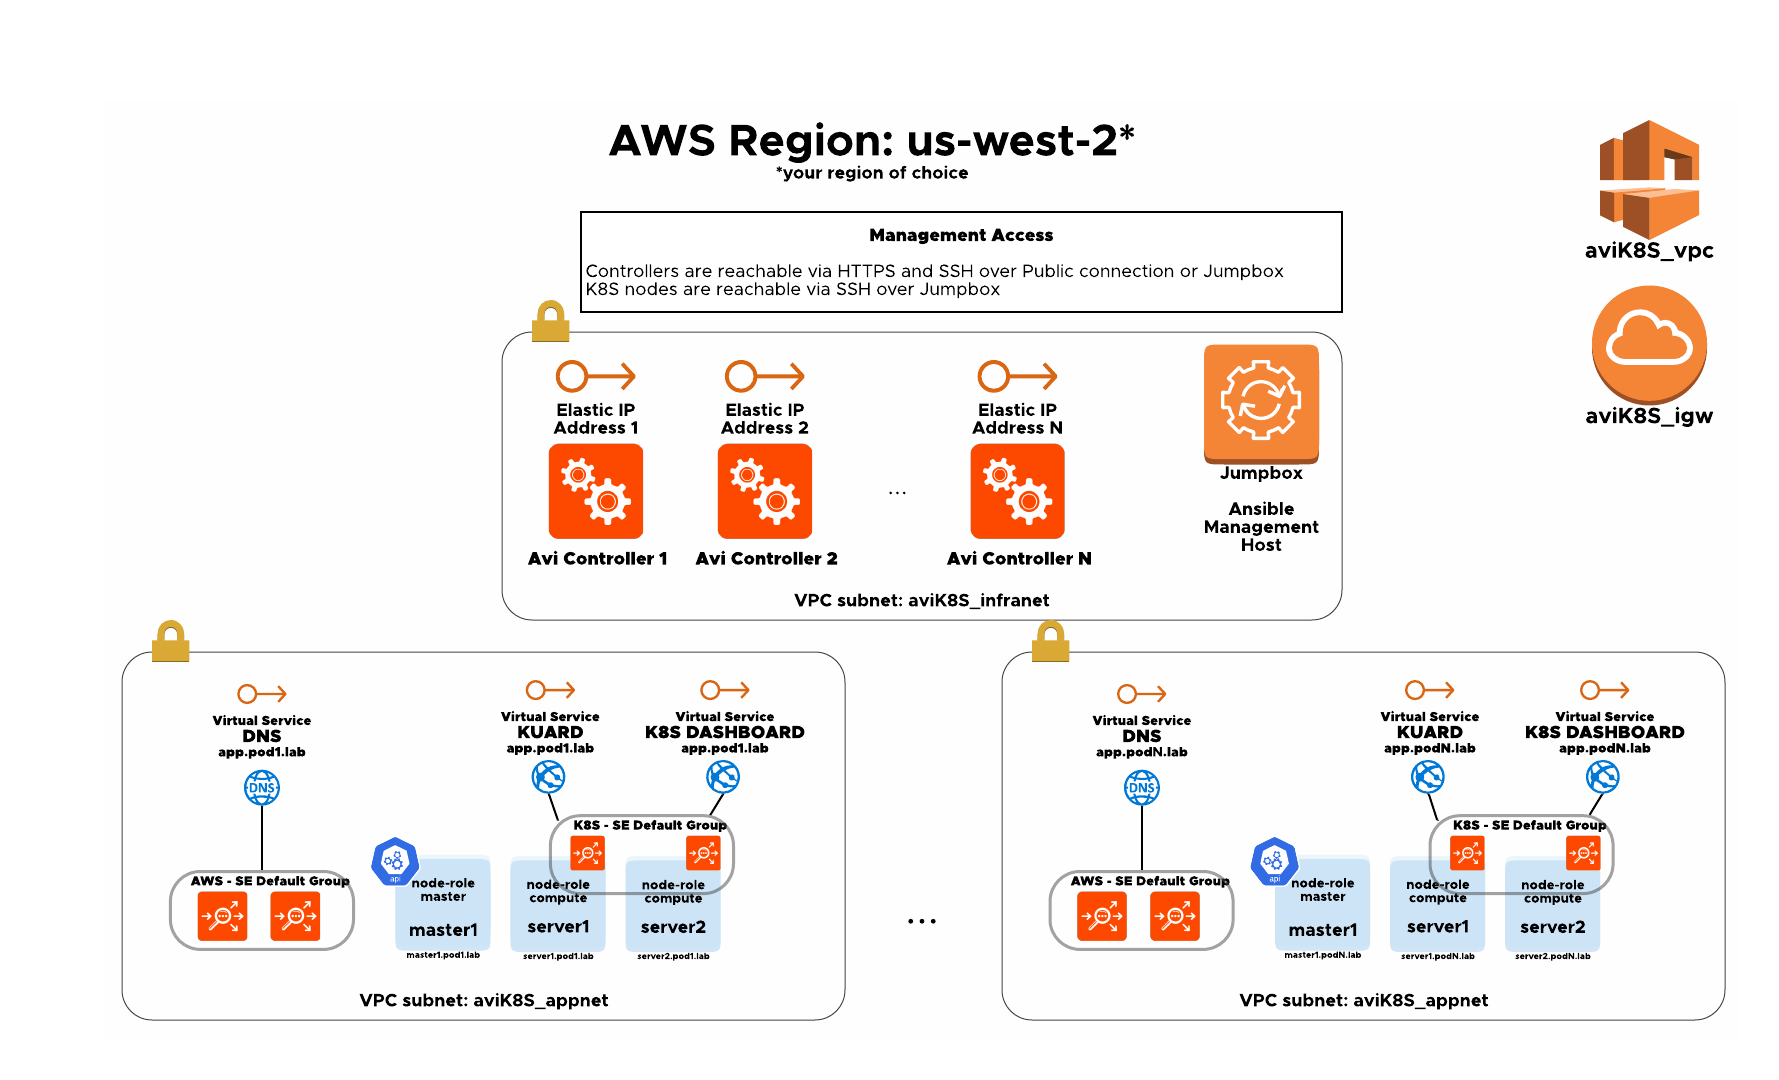 AWS Region: us-west-2*
*your region of choice
aviK8S_vpc
Management Access
Controllers are reachable via HTTPS and SSH over Public connection or Jumpbox
K8S nodes are reachable via SSH over Jumpbox
aviK8S_igw
Elastic IP
Address 1
Elastic IP
Address 2
Elastic IP
Address N
...
Avi Controller 1
Avi Controller 2
Avi Controller N
Jumpbox
Ansible
Management
Host
VPC subnet: aviK8S_infranet
Virtual Service
DNS
app.pod1.lab
DNS
Virtual Service
KUARD
app.pod1.lab
Virtual Service
K8S DASHBOARD
app.pod1.lab
K8S - SE Default Group
AWS - SE Default Group
api
node-role
master
master1
master1.pod1.lab
node-role
compute
server1
server1.pod1.lab
node-role
compute
server2
server2.pod1.lab
VPC subnet: aviK8S_appnet
...
Virtual Service
DNS
app.podN.lab
DNS
Virtual Service
KUARD
app.podN.lab
Virtual Service
K8S DASHBOARD
app.podN.lab
K8S - SE Default Group
AWS - SE Default Group
api
node-role
master
master1
master1.podN.lab
node-role
compute
server1
server1.podN.lab
node-role
compute
server2
server2.podN.lab
VPC subnet: aviK8S_appnet